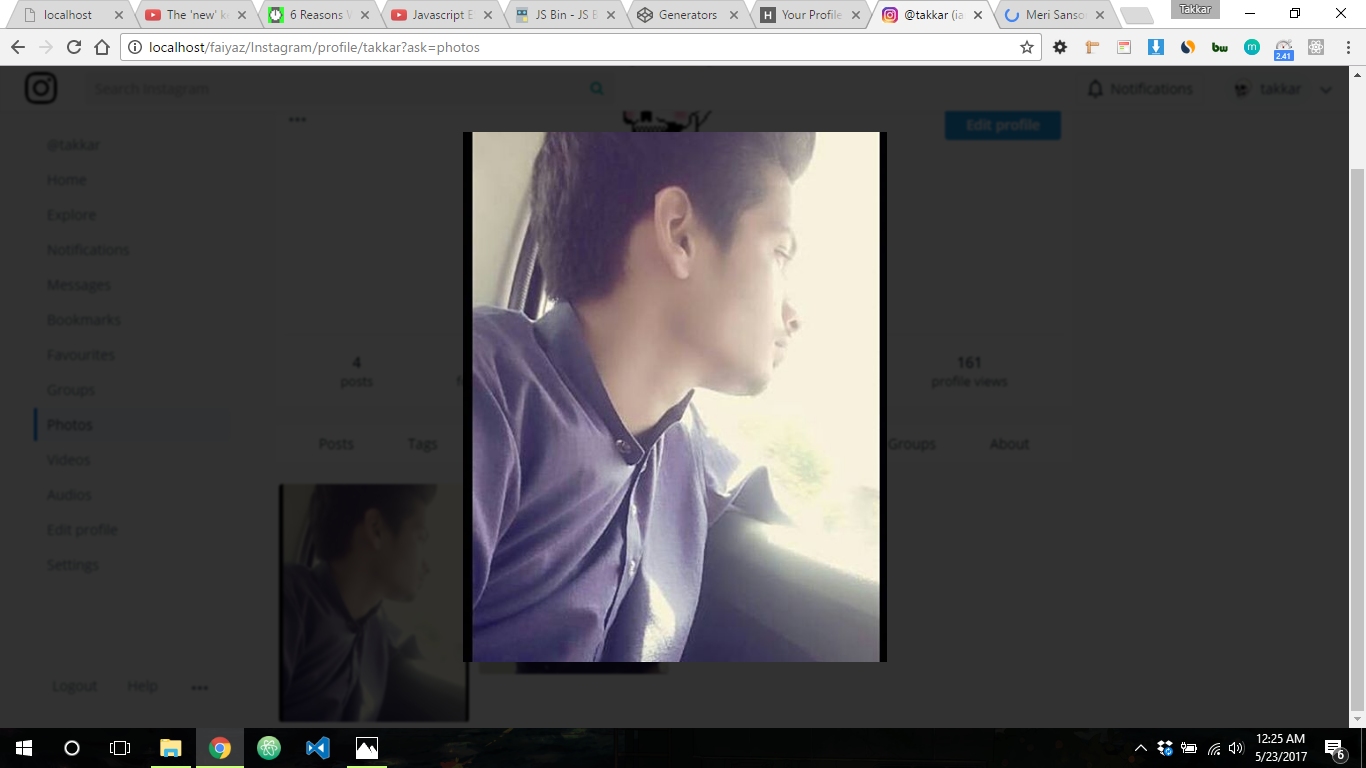 localhost
The 'new' k
6 Reasons
Javascript E
JS Bin - JS B
Generators
Your Profile
@takkar (ia
Meri Sanso
Takkar
localhost/faiyaz/Instagram/profile/takkar?ask=photos
bw
m
2.41
Search Instagram
Notifications
takkar
Edit profile
@takkar
Home
Explore
Notifications
Messages
Bookmarks
Favourites
Groups
Photos
Videos
Audios
Edit profile
Settings
4
posts
161
profile views
Posts
Tags
Groups
About
Logout
Help
12:25 AM
5/23/2017
6